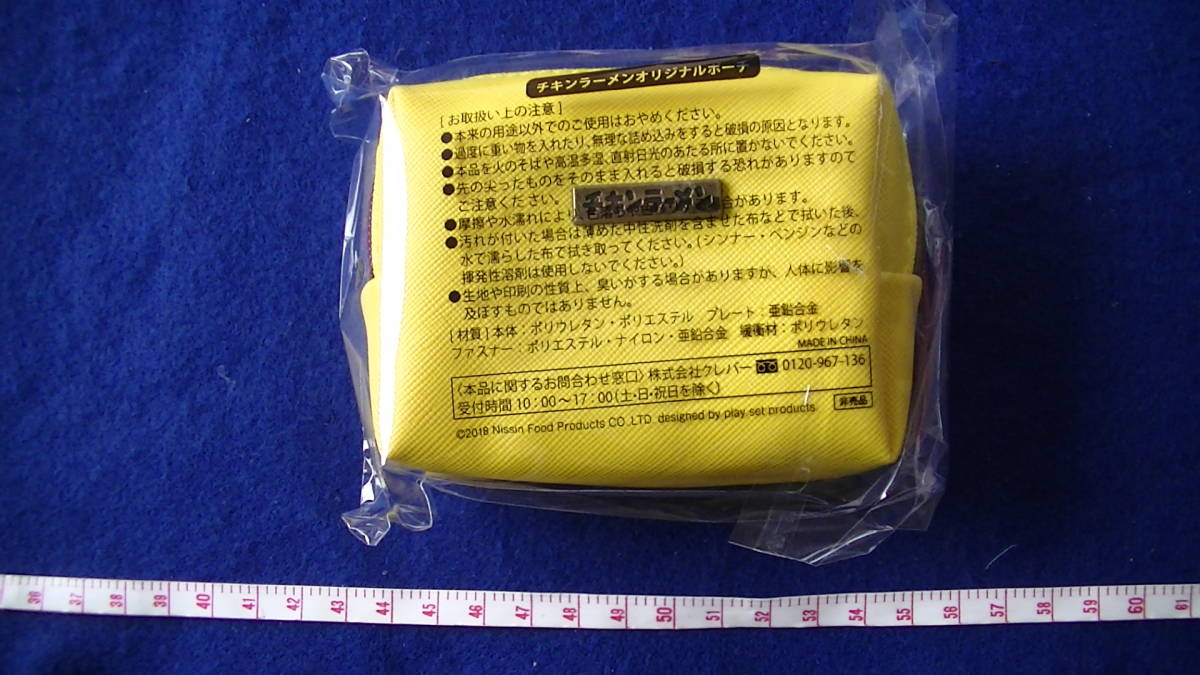 チキンラーメンオリジナルポーチ
[お取扱い上の注意]
●本来の用途以外でのご使用はおやめください。
●過度に重い物を入れたり、無理な詰め込みをすると破損の原因となります。
●本品を火のそばや高温多湿、直射日光のあたる所に置かないでください。
●先の尖ったものをそのまま入れると破損する恐れがありますので
ご注意ください。
チキンラーメン
●摩擦や水濡れにより、 場合があります。
●汚れが付いた場合は薄めた中性洗剤を含ませた布などで拭いた後、
水で濡らした布で拭き取ってください。(シンナー・ベンジンなどの
揮発性溶剤は使用しないでください。)
●生地や印刷の性質上、臭いがする場合がありますが、人体に影響を
及ぼすものではありません。
[材質]本体:ポリウレタン・ポリエステル プレート:亜鉛合金
ファスナー:ポリエステル・ナイロン・亜鉛合金 緩衝材:ポリウレタン
MADE IN CHINA
〈本品に関するお問合わせ窓口〉株式会社クレバー 0120-967-136
受付時間10:00〜17:00(土・日・祝日を除く)
非売品
©2018 Nissin Food Products CO.,LTD. designed by play set products
36 37 38 39 40 41 42 43 44 45 46 47 48 49 50 51 52 53 54 55 56 57 58 59 60 61